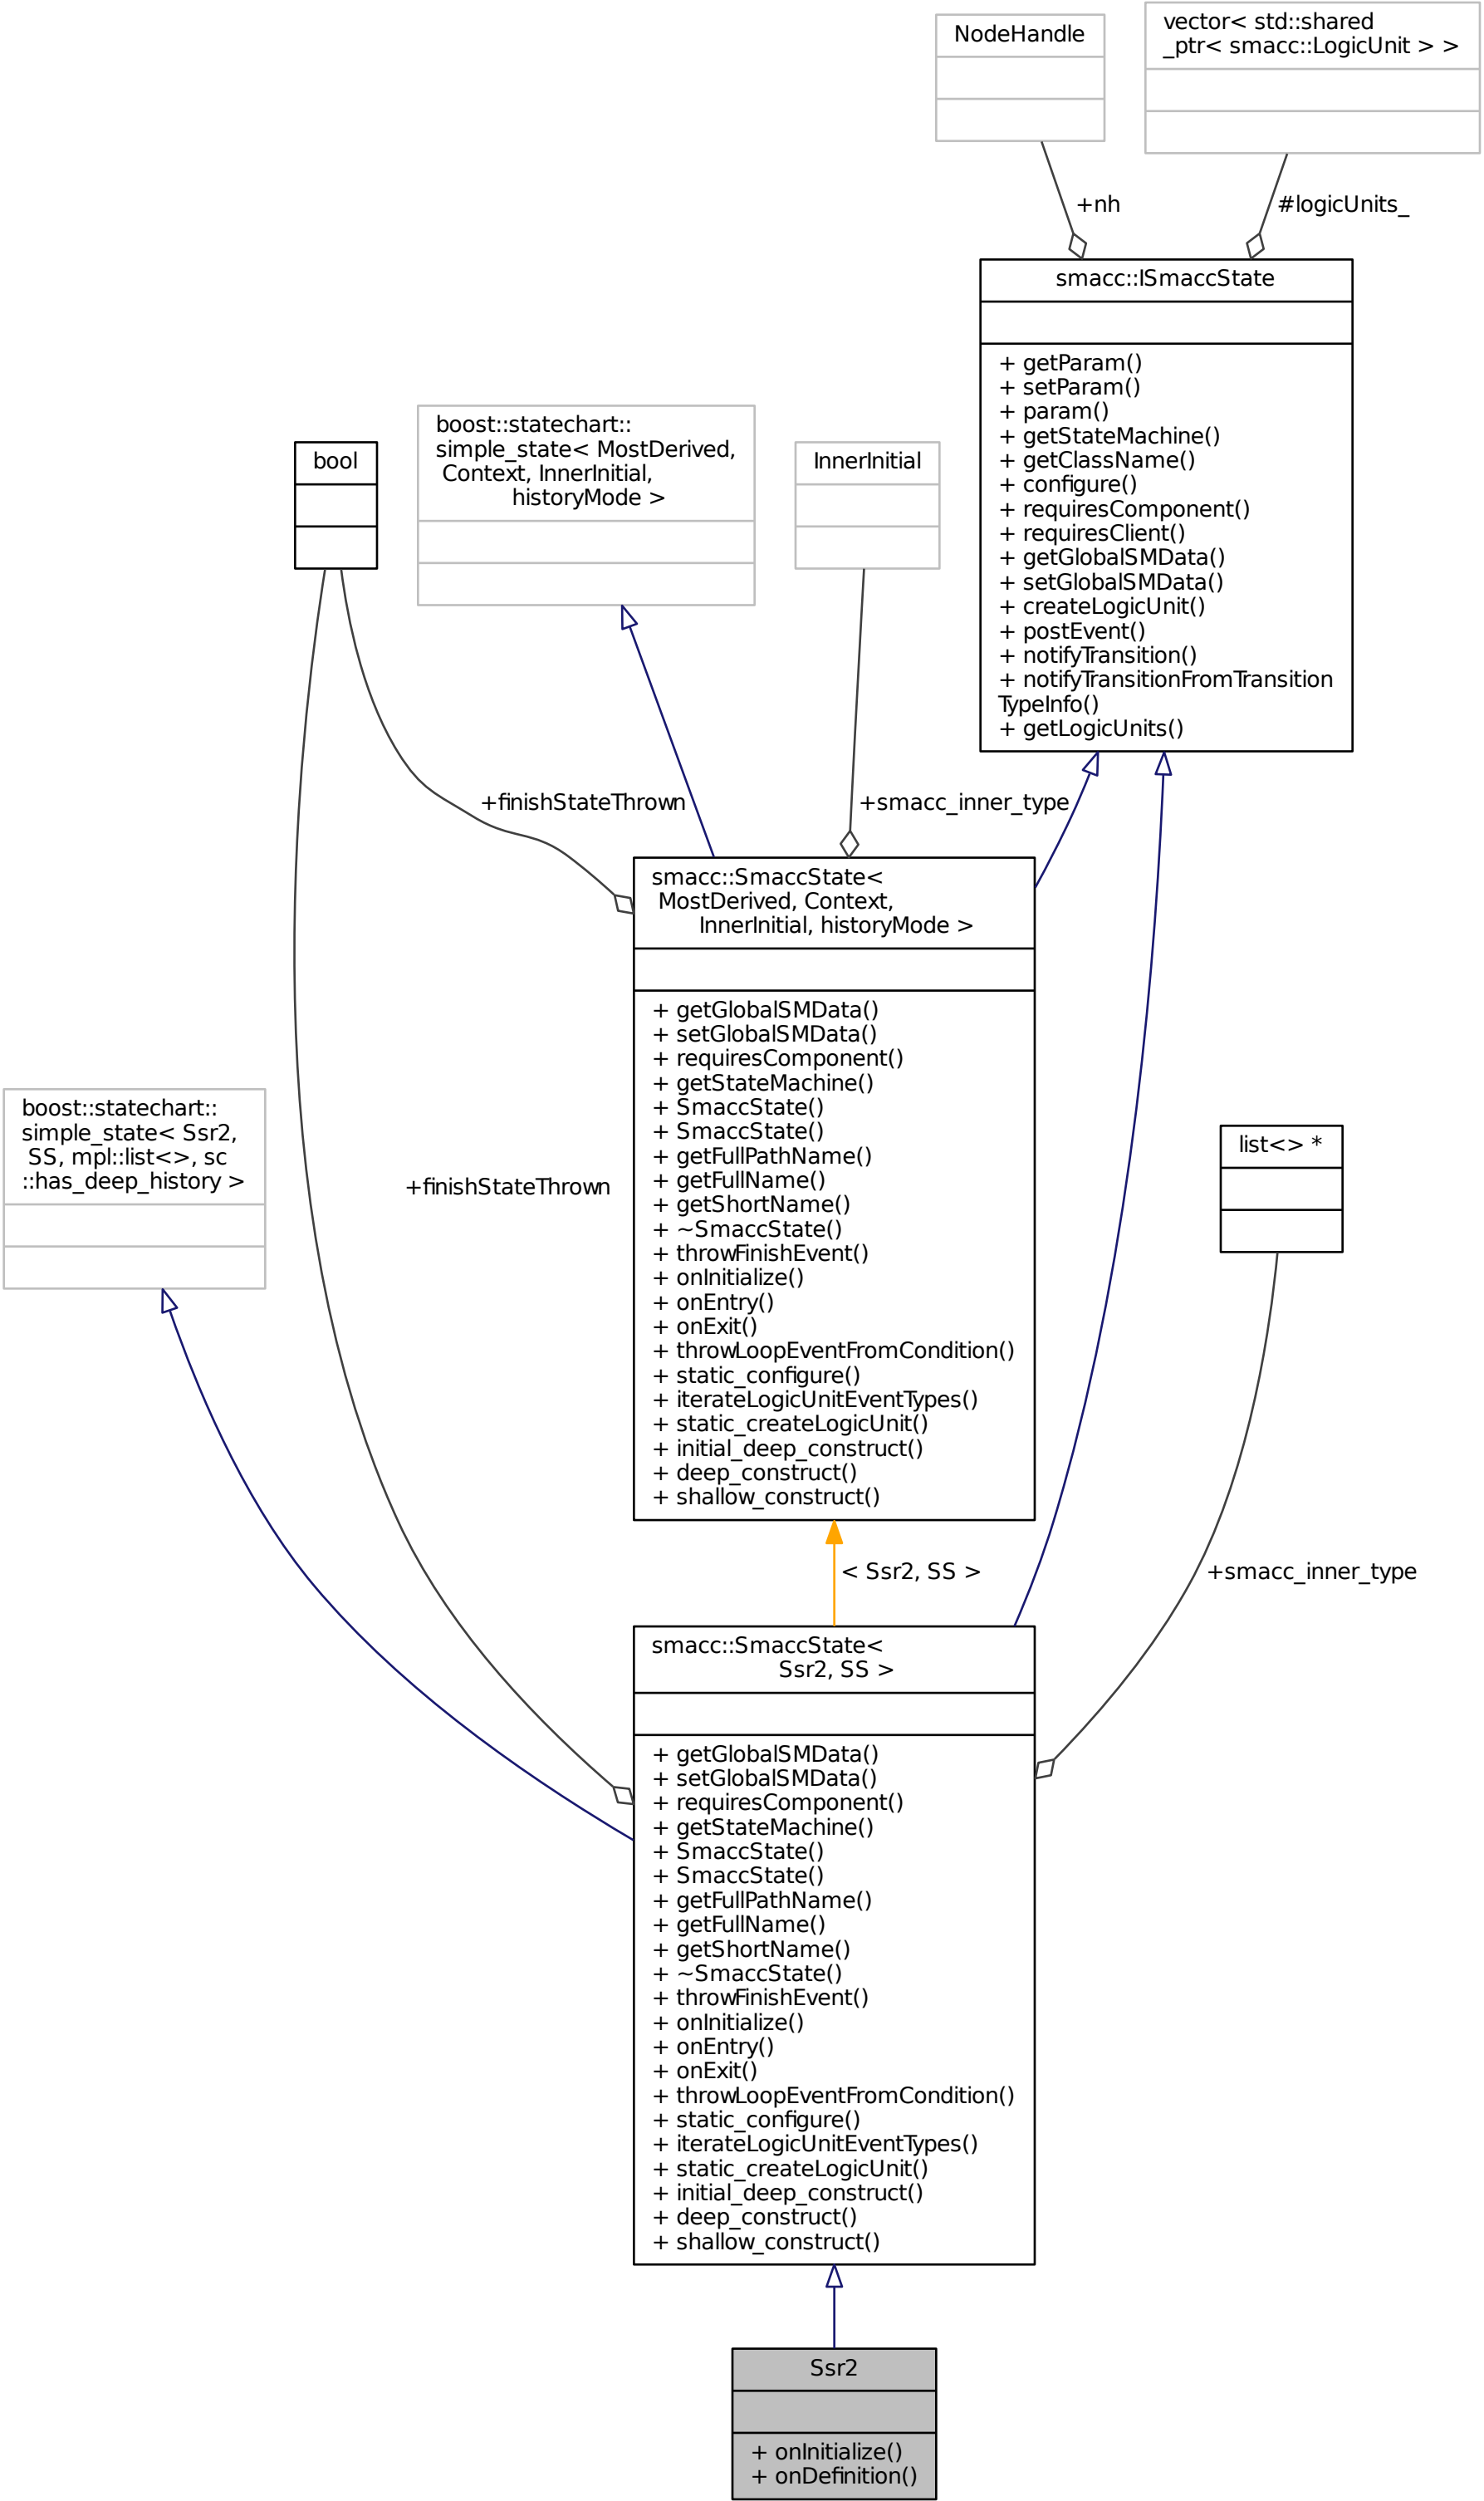 NodeHandle
vector< std::shared
_ptr< smacc::LogicUnit > >
+nh
#logicUnits_
smacc::ISmaccState
+ getParam()
+ setParam()
+ param()
+ getStateMachine()
+ getClassName()
+ configure()
+ requiresComponent()
+ requiresClient()
+ getGlobalSMData()
+ setGlobalSMData()
+ createLogicUnit()
+ postEvent()
+ notifyTransition()
+ notifyTransitionFromTransition
TypeInfo()
+ getLogicUnits()
bool
boost::statechart::
simple_state< MostDerived,
Context, InnerInitial,
historyMode >
InnerInitial
+finishStateThrown
+smacc_inner_type
smacc::SmaccState<
MostDerived, Context,
InnerInitial, historyMode >
+ getGlobalSMData()
+ setGlobalSMData()
+ requiresComponent()
+ getStateMachine()
+ SmaccState()
+ SmaccState()
+ getFullPathName()
+ getFullName()
+ getShortName()
+ ~SmaccState()
+ throwFinishEvent()
+ onInitialize()
+ onEntry()
+ onExit()
+ throwLoopEventFromCondition()
+ static_configure()
+ iterateLogicUnitEventTypes()
+ static_createLogicUnit()
+ initial_deep_construct()
+ deep_construct()
+ shallow_construct()
boost::statechart::
simple_state< Ssr2,
SS, mpl::list<>, sc
::has_deep_history >
+finishStateThrown
list<> *
< Ssr2, SS >
+smacc_inner_type
smacc::SmaccState<
Ssr2, SS >
+ getGlobalSMData()
+ setGlobalSMData()
+ requiresComponent()
+ getStateMachine()
+ SmaccState()
+ SmaccState()
+ getFullPathName()
+ getFullName()
+ getShortName()
+ ~SmaccState()
+ throwFinishEvent()
+ onInitialize()
+ onEntry()
+ onExit()
+ throwLoopEventFromCondition()
+ static_configure()
+ iterateLogicUnitEventTypes()
+ static_createLogicUnit()
+ initial_deep_construct()
+ deep_construct()
+ shallow_construct()
Ssr2
+ onInitialize()
+ onDefinition()